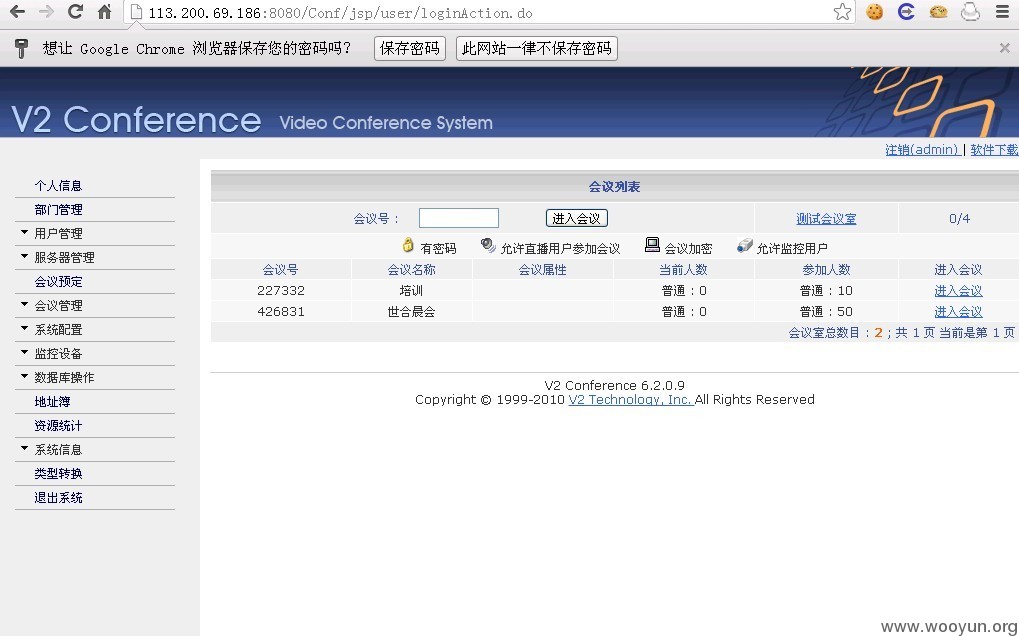 113.200.69.186:8080/Conf/jsp/user/loginAction.do
想让 Google Chrome 浏览器保存您的密码吗? 保存密码 此网站一律不保存密码
V2 Conference Video Conference System
注销(admin) | 软件下载
个人信息
部门管理
用户管理
服务器管理
会议预定
会议管理
系统配置
监控设备
数据库操作
地址簿
资源统计
系统信息
类型转换
退出系统
会议列表
会议号： 进入会议 测试会议室 0/4
有密码 允许直播用户参加会议 会议加密 允许监控用户
会议号 会议名称 会议属性 当前人数 参加人数 进入会议
227332 培训 普通：0 普通：10 进入会议
426831 世合晨会 普通：0 普通：50 进入会议
会议室总数目：2；共 1 页 当前是第 1 页
V2 Conference 6.2.0.9
Copyright © 1999-2010 V2 Technology, Inc. All Rights Reserved
www.wooyun.org